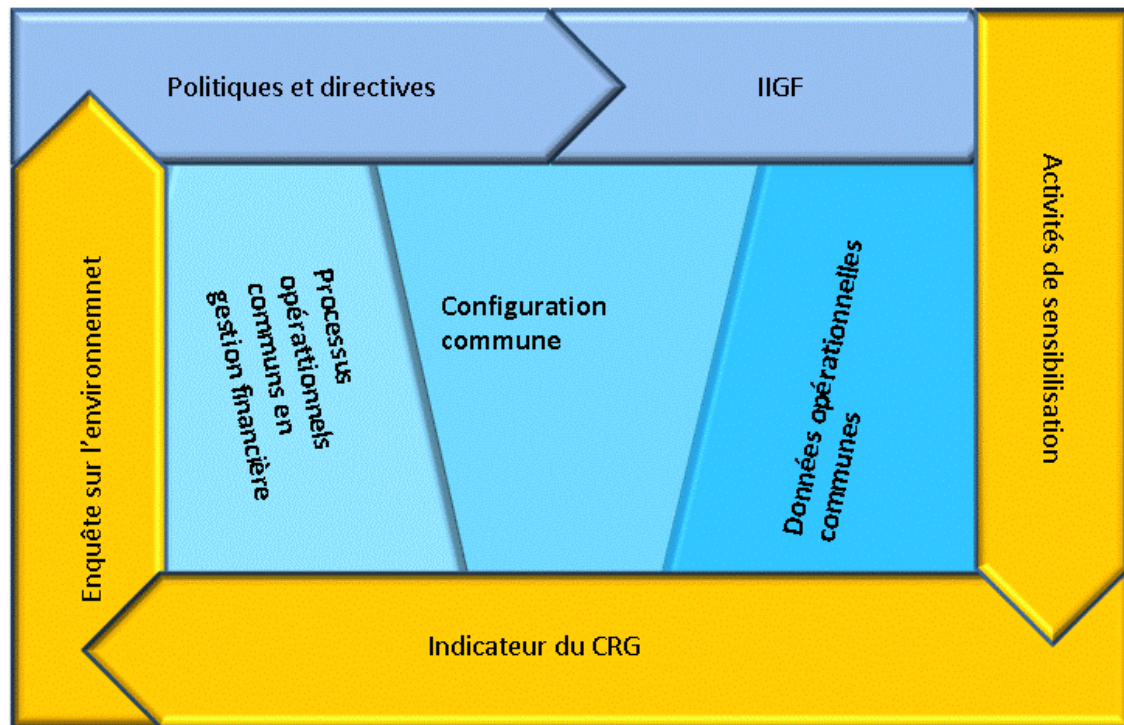 Politiques et directives
IIGF
Activités de sensibilisation
Indicateur du CRG
Enquête sur l'environnemnet
Processus
opérattionnels
communs en
gestion financière
Configuration
commune
Données opérationnelles
communes